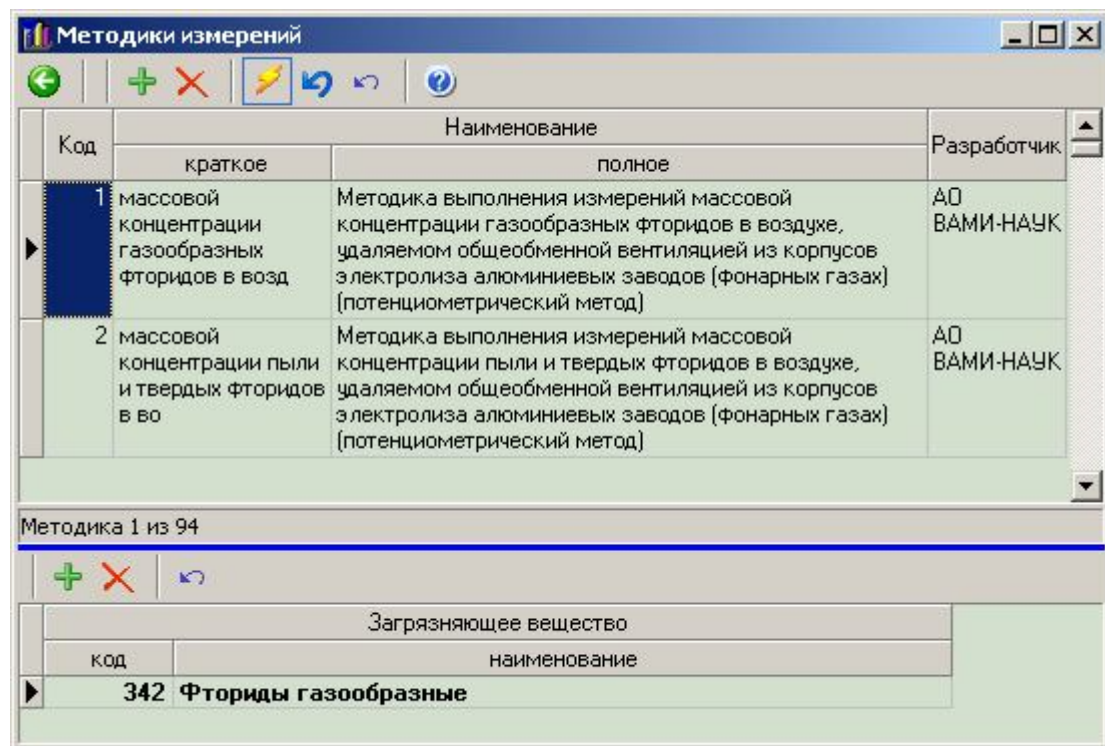 Методики измерений
Наименование
Код
Разработчик
краткое
полное
1
массовой
концентрации
газообразных
фторидов в возд
Методика выполнения измерений массовой
концентрации газообразных фторидов в воздухе,
удаляемом общеобменной вентиляцией из корпусов
электролиза алюминиевых заводов (фонарных газах)
(потенциометрический метод)
АО
ВАМИ-НАУК
2
массовой
концентрации пыли
и твердых фторидов
в во
Методика выполнения измерений массовой
концентрации пыли и твердых фторидов в воздухе,
удаляемом общеобменной вентиляцией из корпусов
электролиза алюминиевых заводов (фонарных газах)
(потенциометрический метод)
АО
ВАМИ-НАУК
Методика 1 из 94
Загрязняющее вещество
код
наименование
342 Фториды газообразные